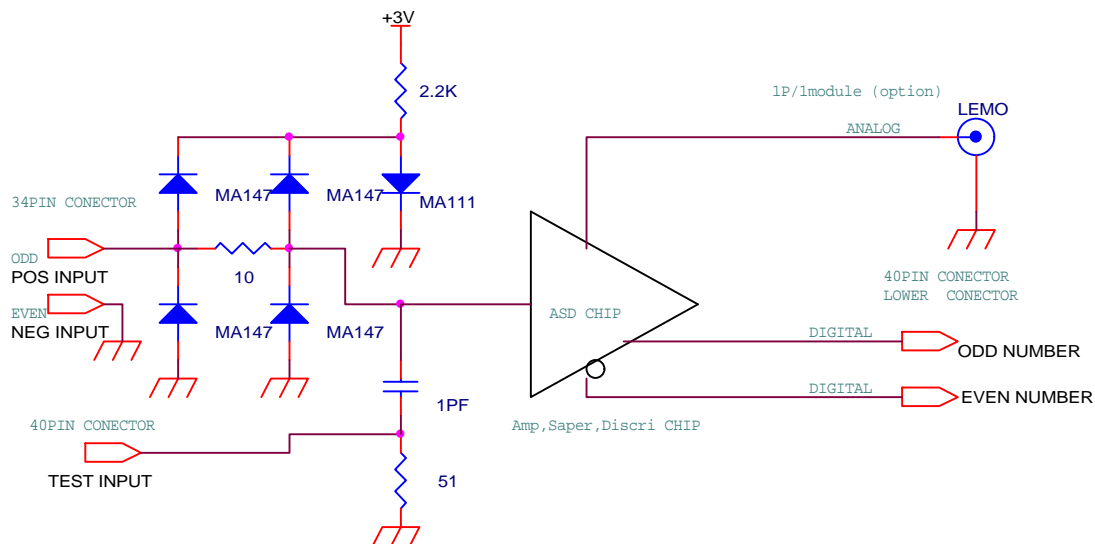 +3V
2.2K
1P/1module (option)
LEMO
ANALOG
MA147
MA147
MA111
34PIN CONECTOR
ODD
POS INPUT
10
EVEN
NEG INPUT
MA147
MA147
ASD CHIP
40PIN CONECTOR
LOWER CONECTOR
DIGITAL
ODD NUMBER
DIGITAL
EVEN NUMBER
1PF
Amp,Saper,Discri CHIP
40PIN CONECTOR
TEST INPUT
51